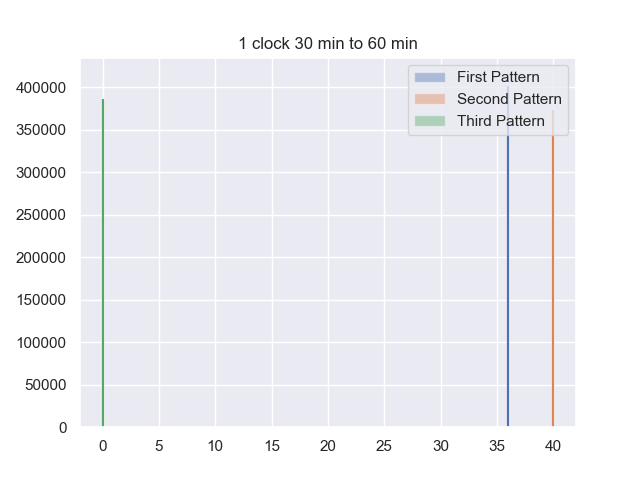 1 clock 30 min to 60 min
First Pattern
Second Pattern
Third Pattern
400000
350000
300000
250000
200000
150000
100000
50000
0
0 5 10 15 20 25 30 35 40